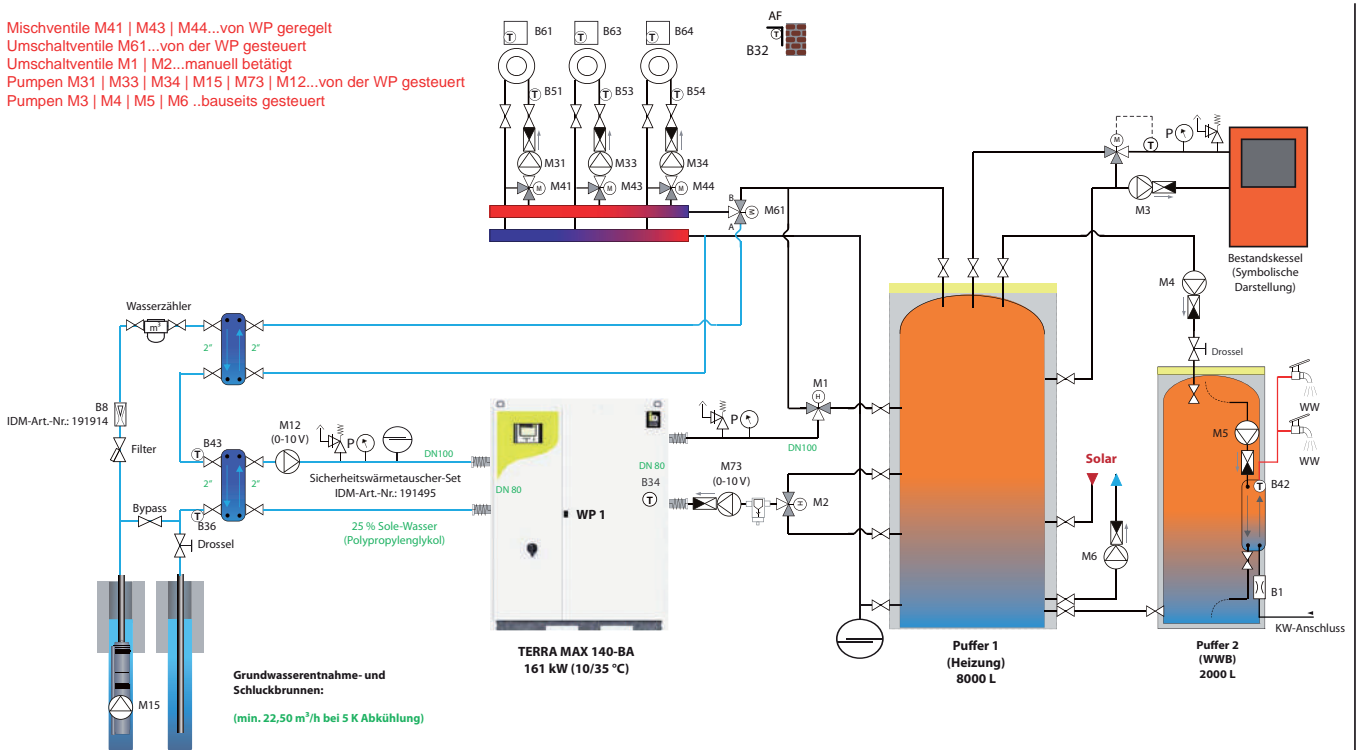 Mischventile M41 | M43 | M44...von WP geregelt
Umschaltventile M61...von der WP gesteuert
Umschaltventile M1 | M2...manuell betätigt
Pumpen M31 | M33 | M34 | M15 | M73 | M12...von der WP gesteuert
Pumpen M3 | M4 | M5 | M6 ..bauseits gesteuert
B61
B63
B64
T
T
T
AF
T
B32
T
B51
T
B53
T
B54
M31
M33
M34
M
M41
M
M43
M
M44
B
A
M
M61
M
T
P
M3
Bestandskessel
(Symbolische
Darstellung)
M4
Drossel
Wasserzähler
m³
2"
2"
B8
IDM-Art.-Nr.: 191914
Filter
B43
T
2"
2"
M12
(0-10 V)
P
DN100
Sicherheitswärmetauscher-Set
IDM-Art.-Nr.: 191495
Bypass
T
B36
Drossel
25 % Sole-Wasser
(Polypropylenglykol)
DN 80
DN 80
B34
T
WP 1
P
M1
H
DN100
M73
(0-10 V)
H
M2
Solar
M6
WW
M5
WW
T
B42
B1
KW-Anschluss
TERRA MAX 140-BA
161 kW (10/35 °C)
Puffer 1
(Heizung)
8000 L
Puffer 2
(WWB)
2000 L
Grundwasserentnahme- und
Schluckbrunnen:
(min. 22,50 m³/h bei 5 K Abkühlung)
M15